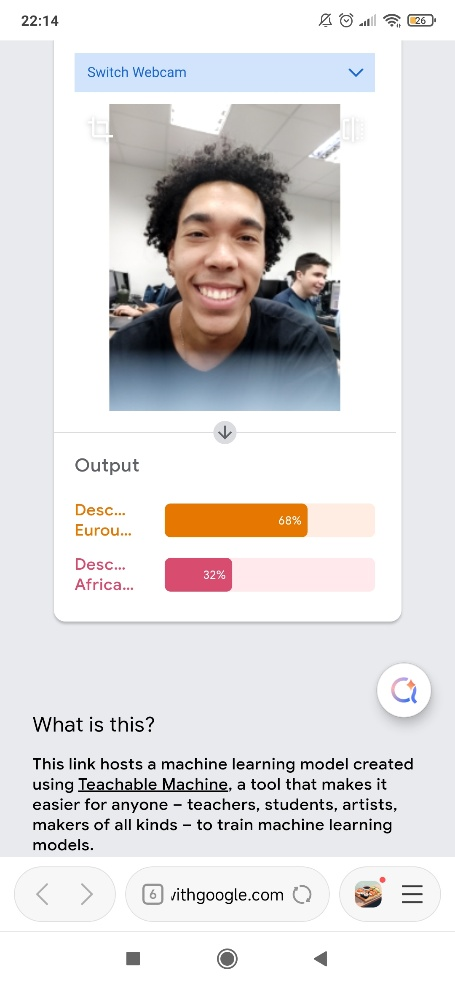 22:14
26
Switch Webcam
Output
Desc...
Eurou...
68%
Desc...
Africa...
32%
What is this?
This link hosts a machine learning model created
using Teachable Machine, a tool that makes it
easier for anyone – teachers, students, artists,
makers of all kinds – to train machine learning
models.
6
withgoogle.com